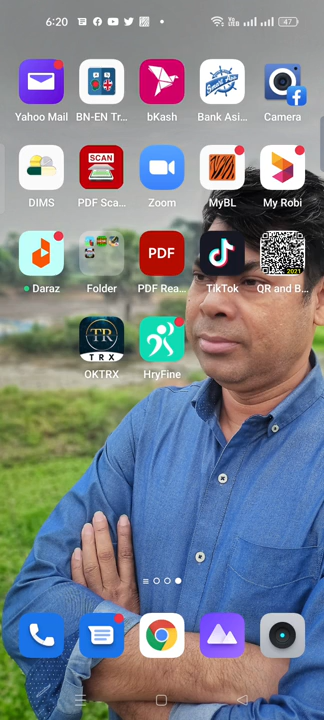 6:20 47
Yahoo Mail BN-EN Tr... bKash Bank Asi... Camera
SCAN
DIMS PDF Sca... Zoom MyBL My Robi
PDF
2021
Daraz Folder PDF Rea... TikTok QR and B...
TR
TRX
OKTRX HryFine